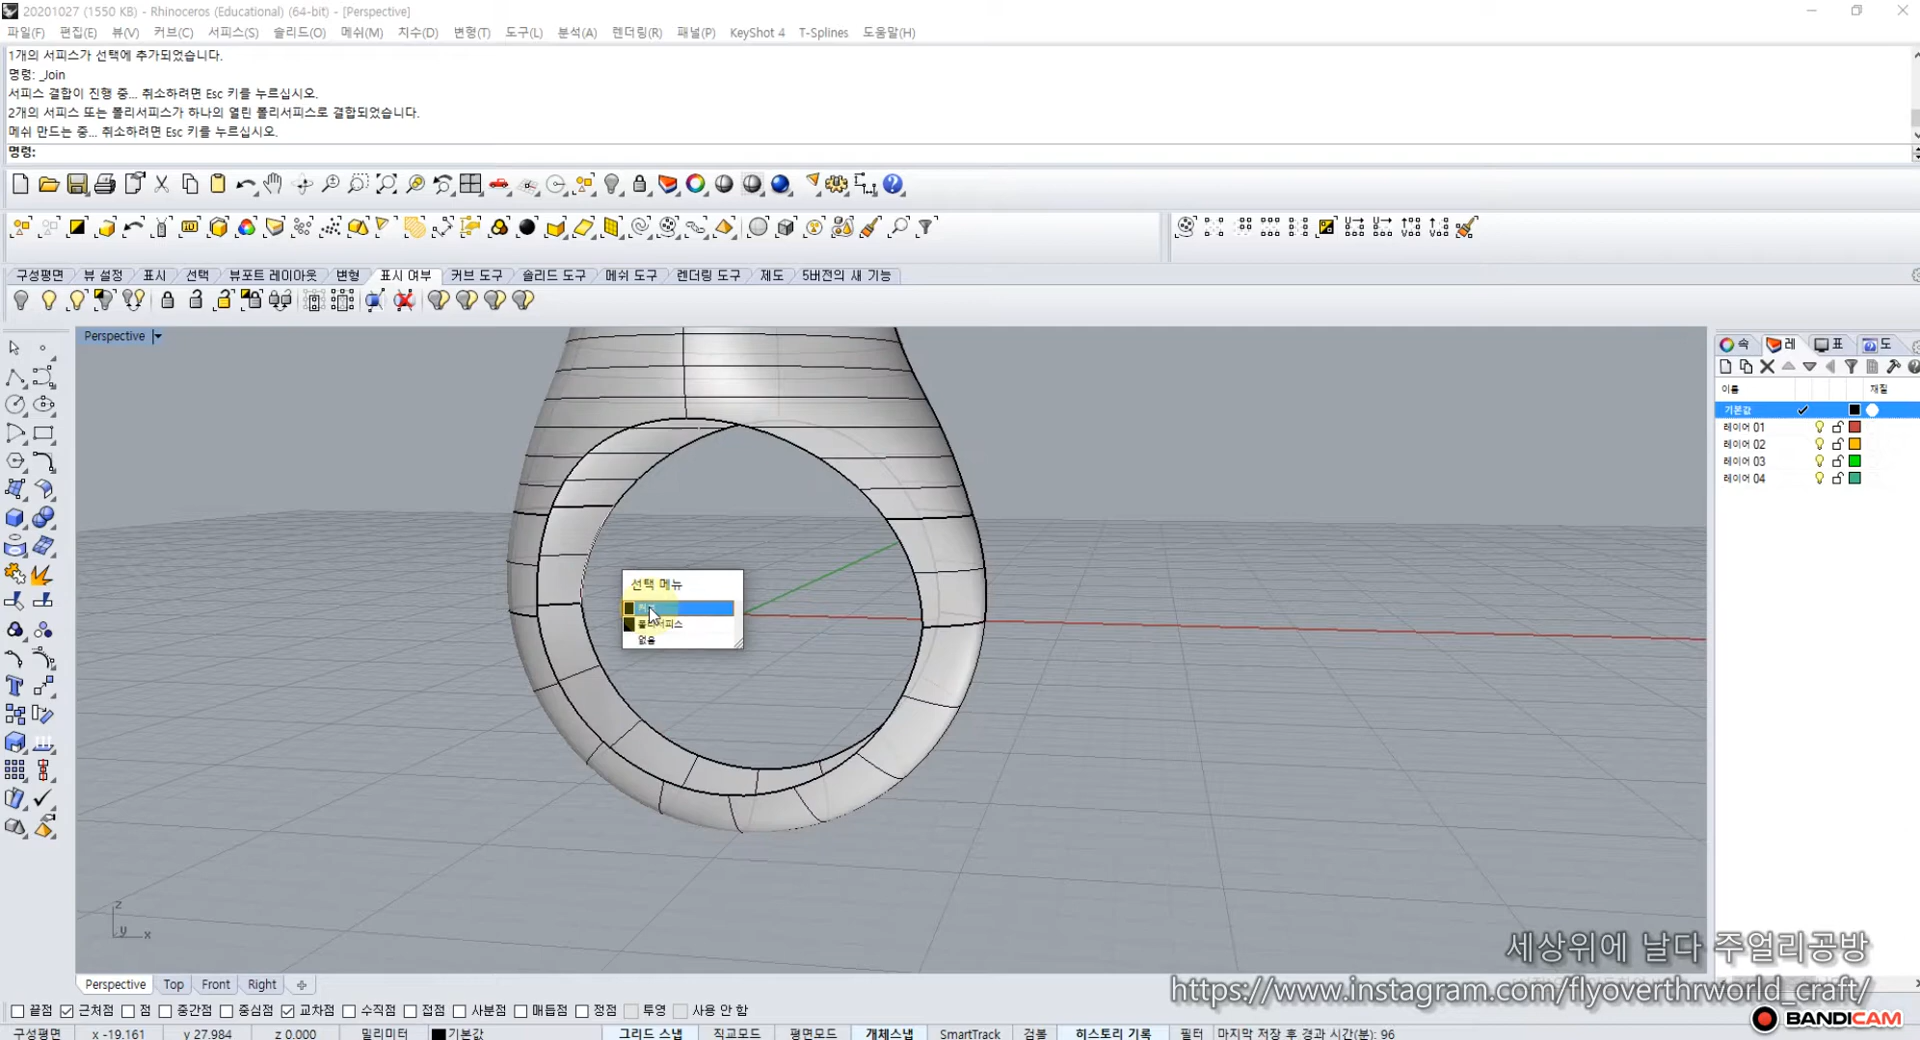 20201027 (1550 KB) - Rhinoceros (Educational) (64-bit) - [Perspective]
파일(F) 편집(E) 뷰(V) 커브(C) 서피스(S) 솔리드(O) 메쉬(M) 치수(D) 변형(T) 도구(L) 분석(A) 렌더링(R) 패널(P) KeyShot 4 T-Splines 도움말(H)
1개의 서피스가 선택에 추가되었습니다.
명령: _Join
서피스 결합이 진행 중... 취소하려면 Esc 키를 누르십시오.
2개의 서피스 또는 폴리서피스가 하나의 열린 폴리서피스로 결합되었습니다.
메쉬 만드는 중... 취소하려면 Esc 키를 누르십시오.
명령:
구성평면 뷰 설정 표시 선택 뷰포트 레이아웃 변형 표시 여부 커브 도구 솔리드 도구 메쉬 도구 렌더링 도구 제도 5버전의 새 기능
Perspective
속 레 표 도
이름 재질
기본값
레이어 01
레이어 02
레이어 03
레이어 04
선택 메뉴
폴리서피스
없음
z
y x
세상위에 날다 주얼리공방
https://www.instagram.com/flyoverthrworld_craft/
Perspective Top Front Right
끝점 근처점 점 중간점 중심점 교차점 수직점 접점 사분점 매듭점 정점 투영 사용 안 함
BANDICAM
구성평면 x -19.161 y 27.984 z 0.000 밀리미터 기본값 그리드 스냅 직교모드 평면모드 개체스냅 SmartTrack 검볼 히스토리 기록 필터 마지막 저장 후 경과 시간(분): 96